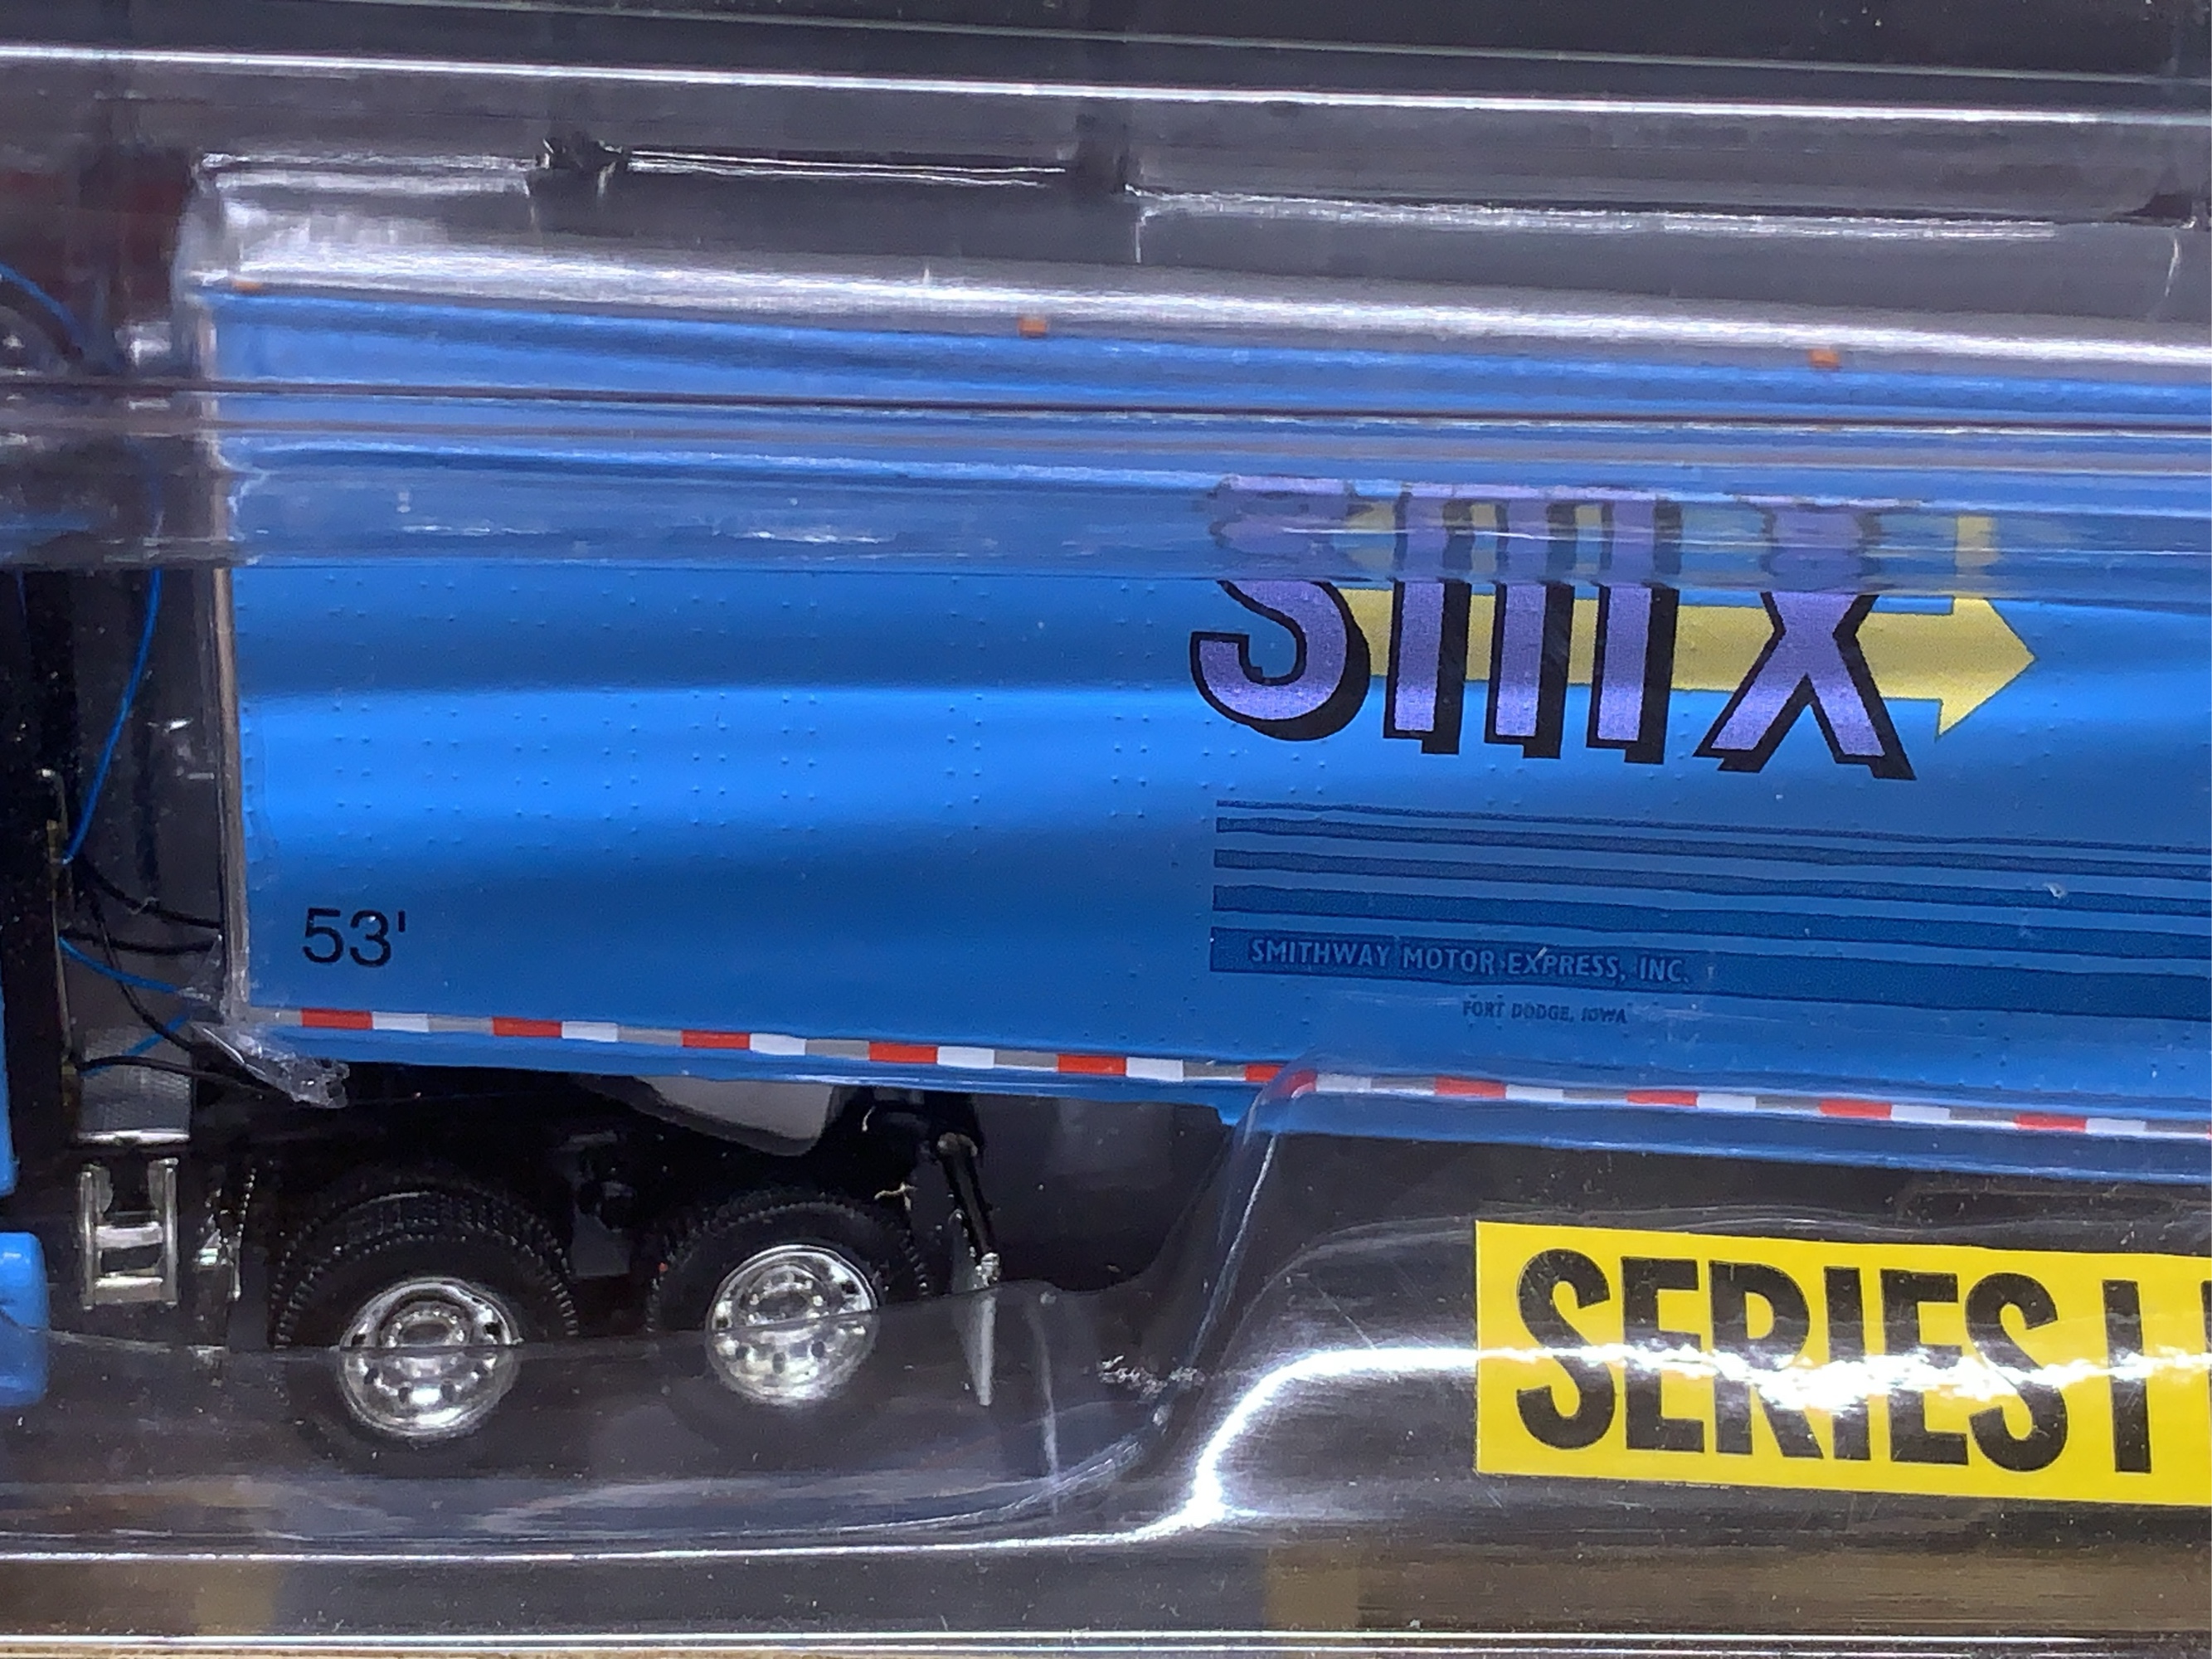 smx
53'
SMITHWAY MOTOR EXPRESS, INC.
FORT DODGE, IOWA
SERIES I